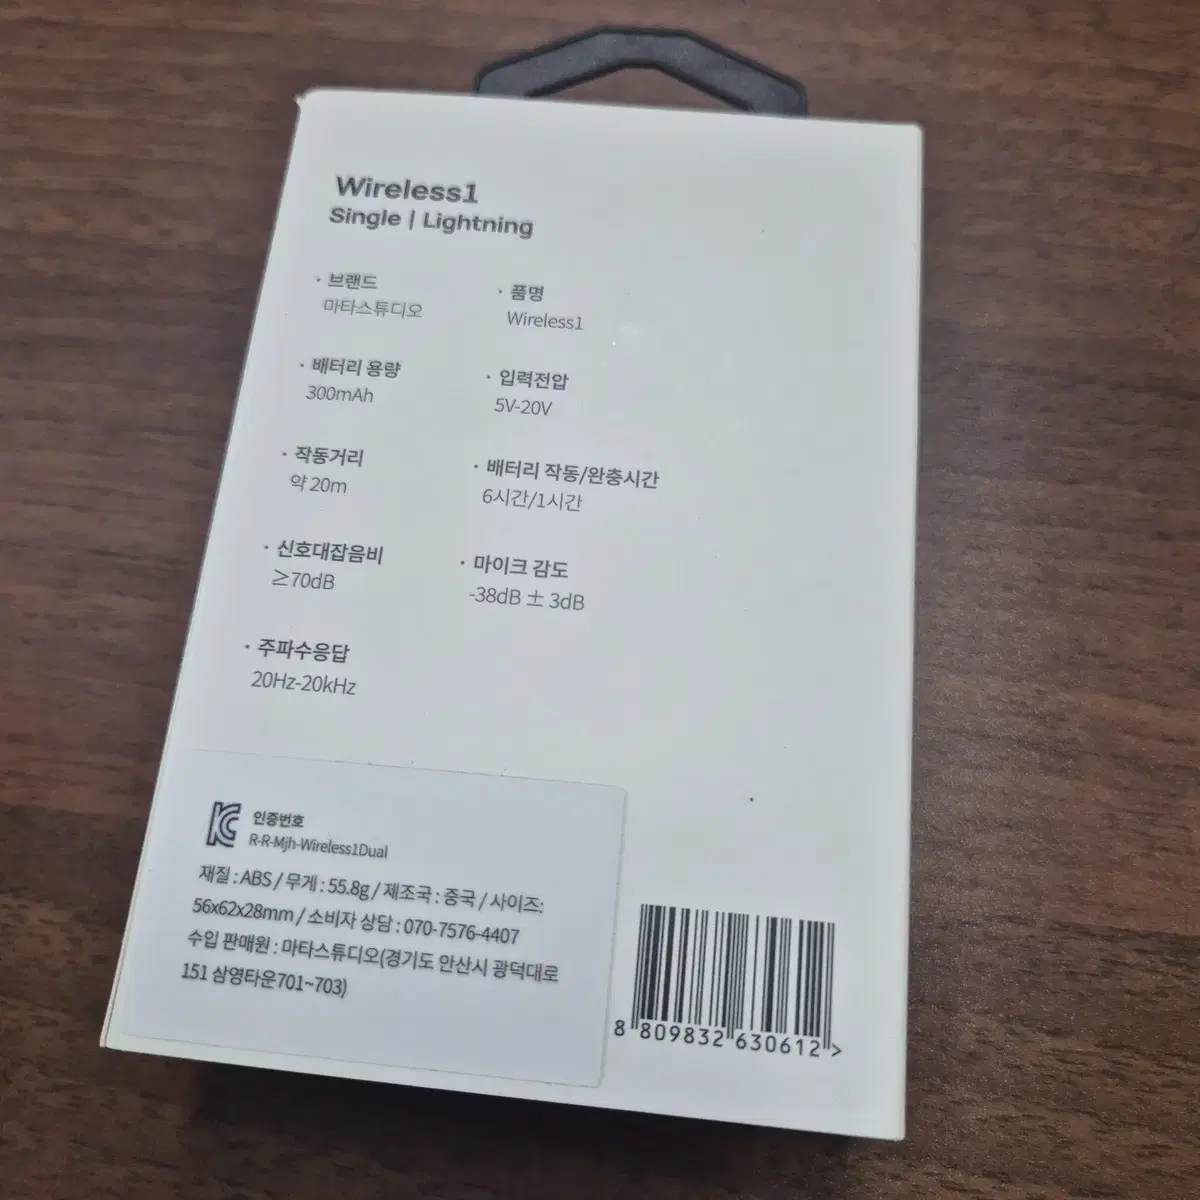 Wireless1
Single | Lightning
· 브랜드
마타스튜디오
· 품명
Wireless1
· 배터리 용량
300mAh
· 입력전압
5V-20V
· 작동거리
약 20m
· 배터리 작동/완충시간
6시간/1시간
· 신호대잡음비
≥70dB
· 마이크 감도
-38dB ± 3dB
· 주파수응답
20Hz-20kHz
인증번호
R-R-Mjh-Wireless1Dual
재질 : ABS / 무게 : 55.8g / 제조국 : 중국 / 사이즈:
56x62x28mm / 소비자 상담 : 070-7576-4407
수입 판매원 : 마타스튜디오(경기도 안산시 광덕대로
151 삼영타운701~703)
8 809832 630612 >